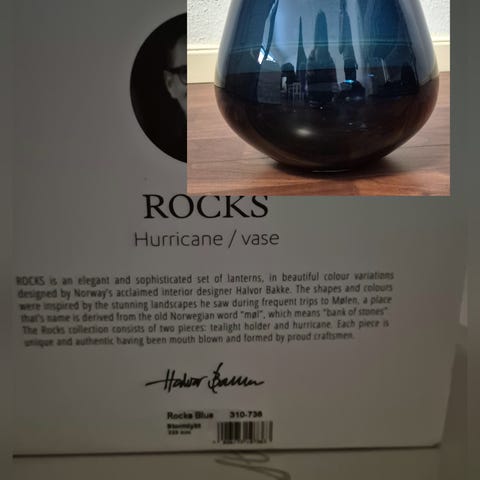 ROCKS
Hurricane / vase
ROCKS is an elegant and sophisticated set of lanterns, in beautiful colour variations
designed by Norway's acclaimed interior designer Halvor Bakke. The shapes and colours
were inspired by the stunning landscapes he saw during frequent trips to Mølen, a place
that's name is derived from the old Norwegian word "møl", which means "bank of stones".
The Rocks collection consists of two pieces: tealight holder and hurricane. Each piece is
unique and authentic having been mouth blown and formed by proud craftsmen.
Halvor Bakke
Rocks Blue 310-736
Stormlykt